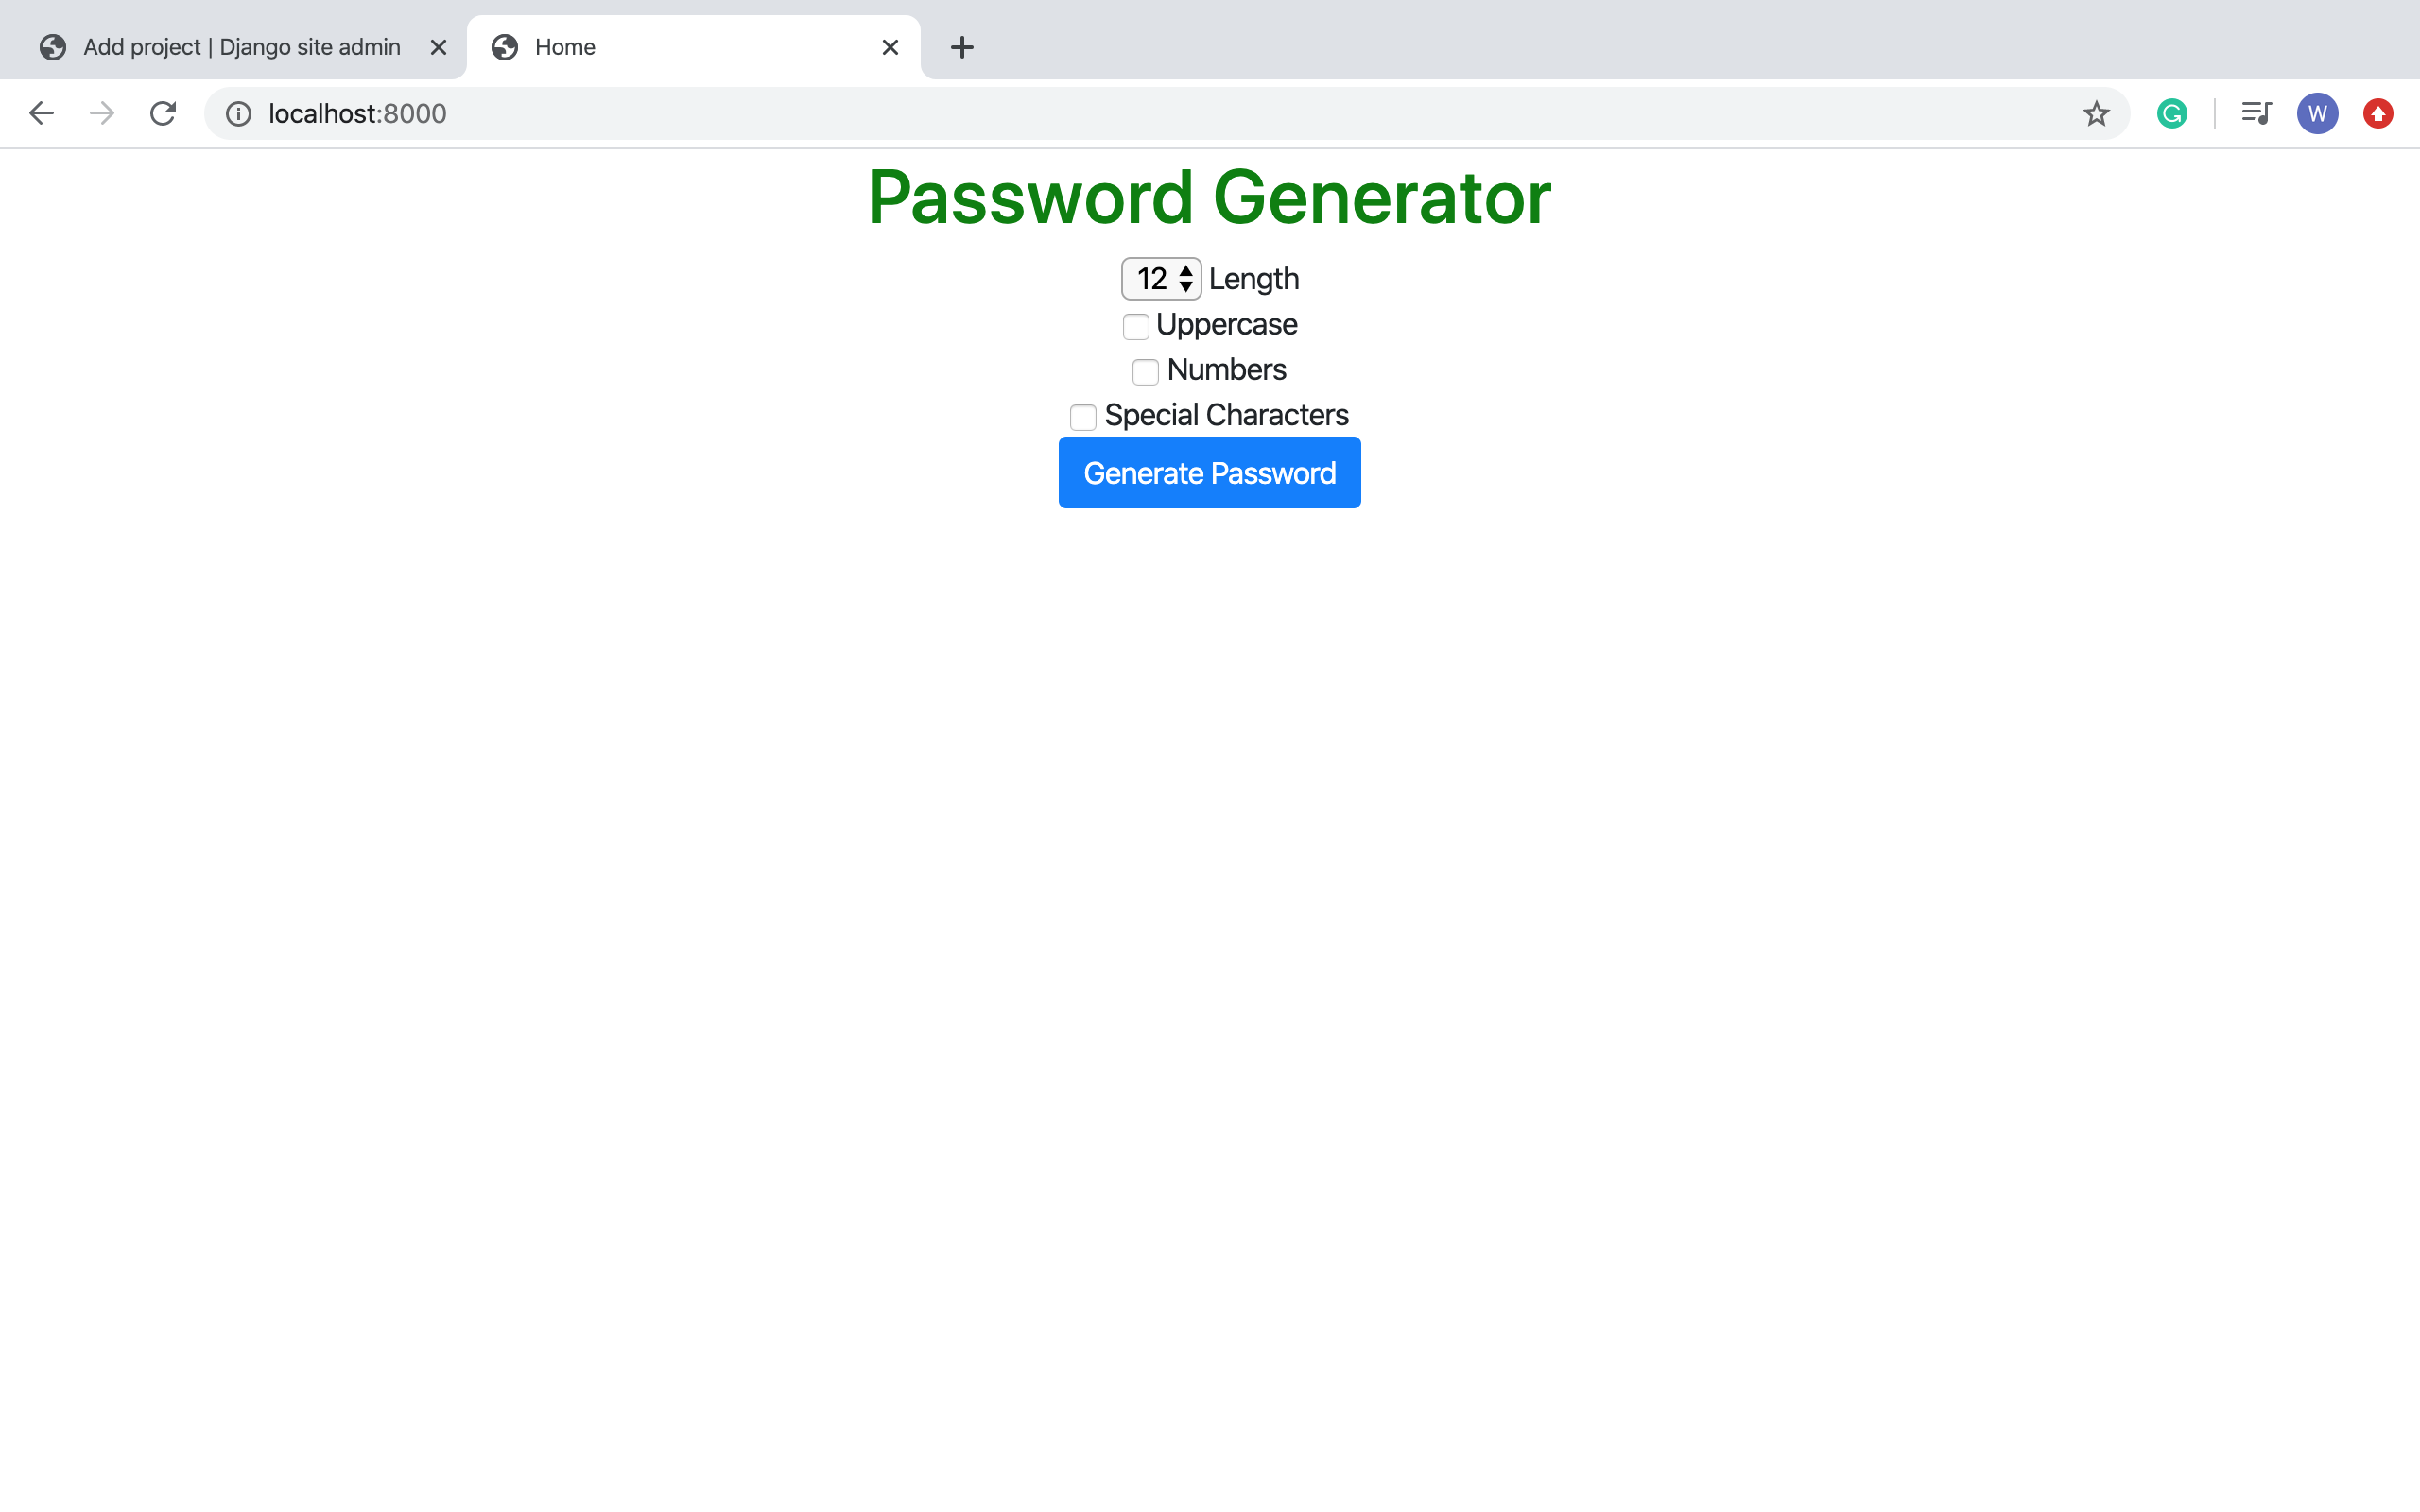 Add project | Django site admin
Home
localhost:8000
W
Password Generator
12 Length
Uppercase
Numbers
Special Characters
Generate Password